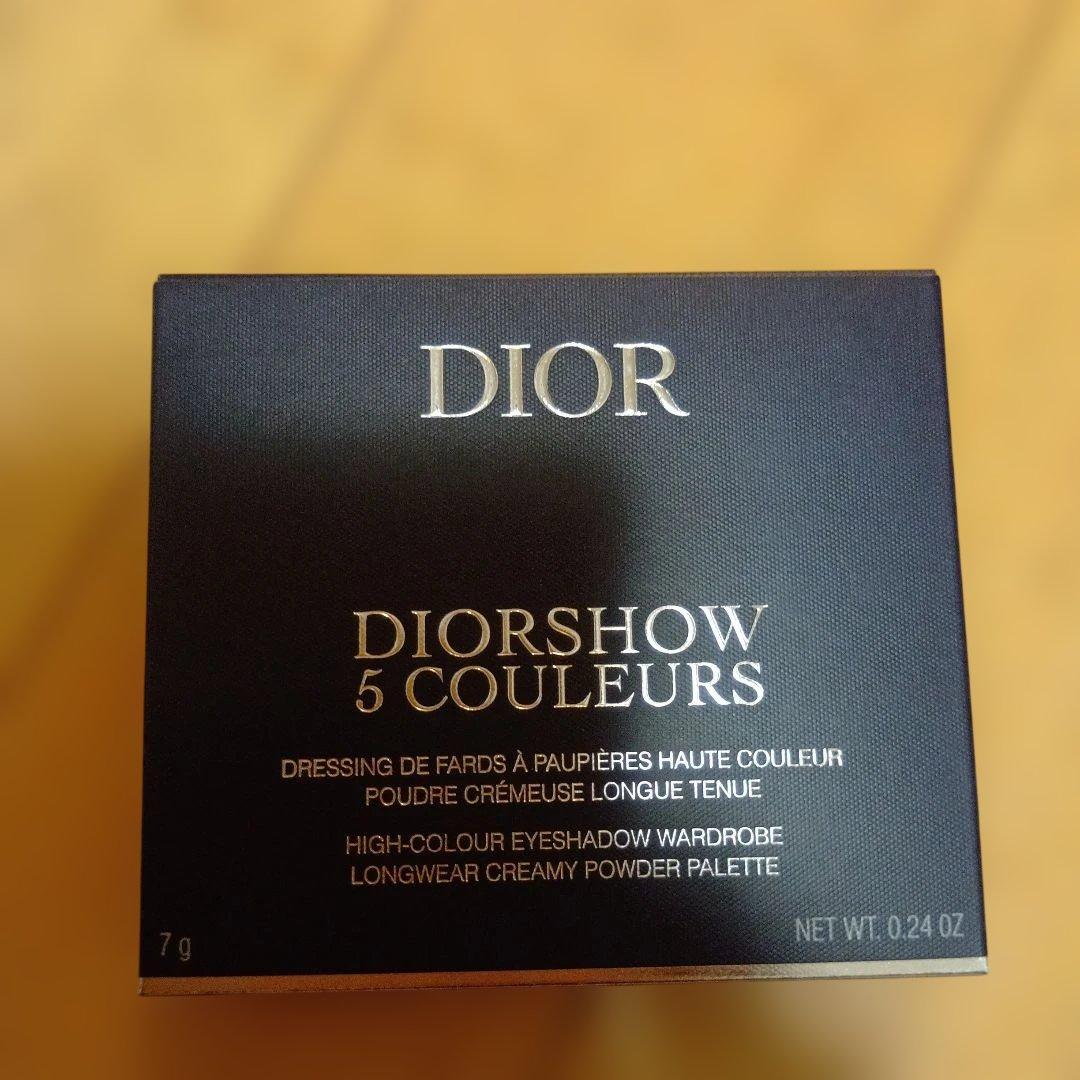 DIOR
DIORSHOW
5 COULEURS
DRESSING DE FARDS À PAUPIÈRES HAUTE COULEUR
POUDRE CRÉMEUSE LONGUE TENUE
HIGH-COLOUR EYESHADOW WARDROBE
LONGWEAR CREAMY POWDER PALETTE
7 g
NET WT. 0.24 OZ